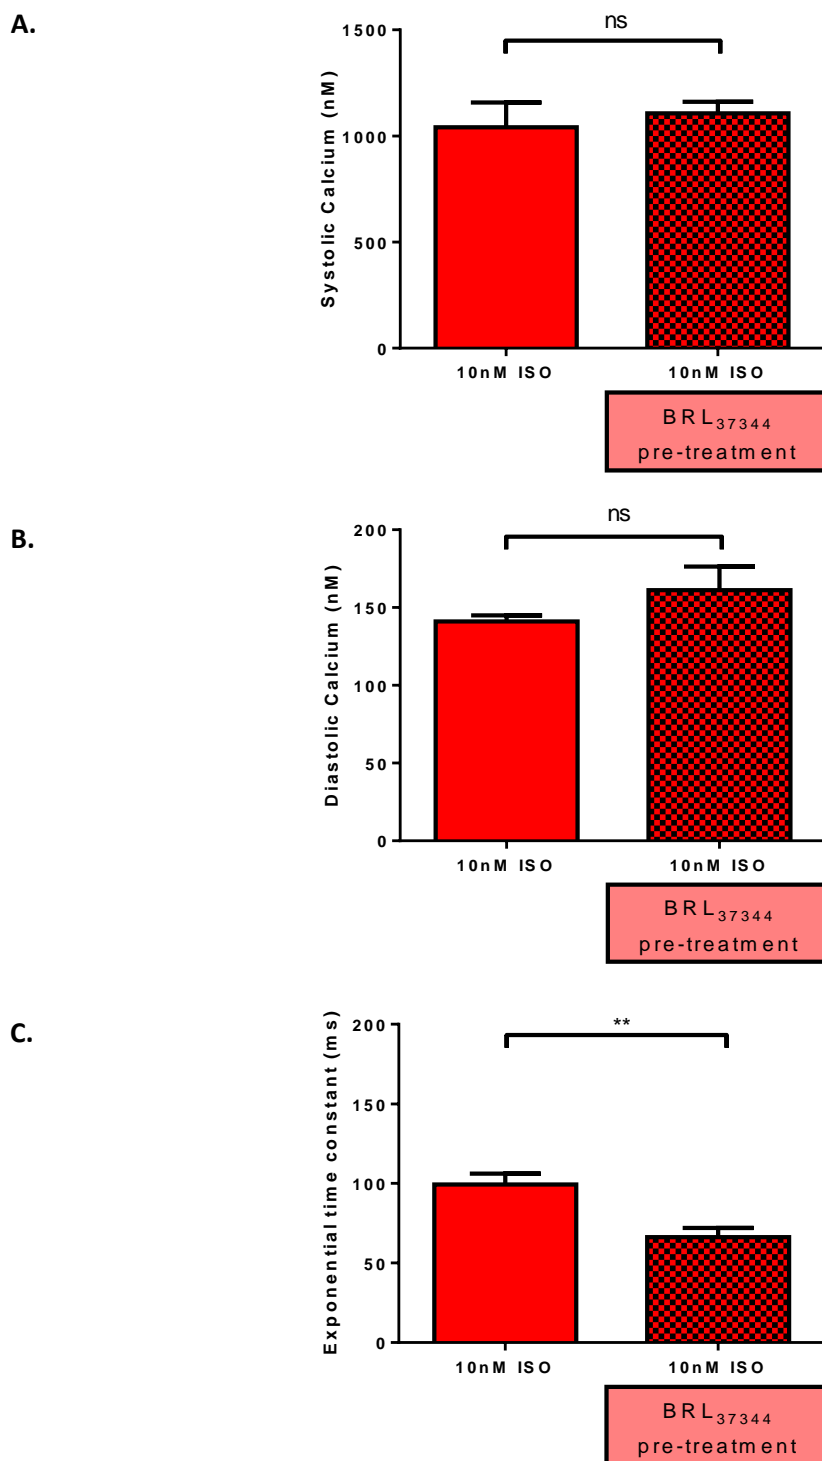 A.
ns
Systolic Calcium (nM)
1500
1000
500
0
10nM ISO
10nM ISO
BRL37344
pre-treatment
B.
ns
Diastolic Calcium (nM)
200
150
100
50
0
10nM ISO
10nM ISO
BRL37344
pre-treatment
C.
**
Exponential time constant (ms)
200
150
100
50
0
10nM ISO
10nM ISO
BRL37344
pre-treatment